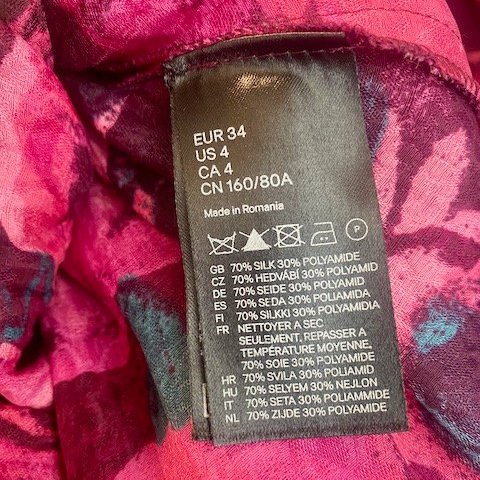 EUR 34
US 4
CA 4
CN 160/80A
Made in Romania
P
GB 70% SILK 30% POLYAMIDE
CZ 70% HEDVÁBÍ 30% POLYAMID
DE 70% SEIDE 30% POLYAMID
ES 70% SEDA 30% POLIAMIDA
FI 70% SILKKI 30% POLYAMIDI
FR NETTOYER A SEC
SEULEMENT, REPASSER A
TEMPÉRATURE MOYENNE,
70% SOIE 30% POLYAMIDE
HR 70% SVILA 30% POLIAMID
HU 70% SELYEM 30% NEJLON
IT 70% SETA 30% POLIAMMIDE
NL 70% ZIJDE 30% POLYAMIDE